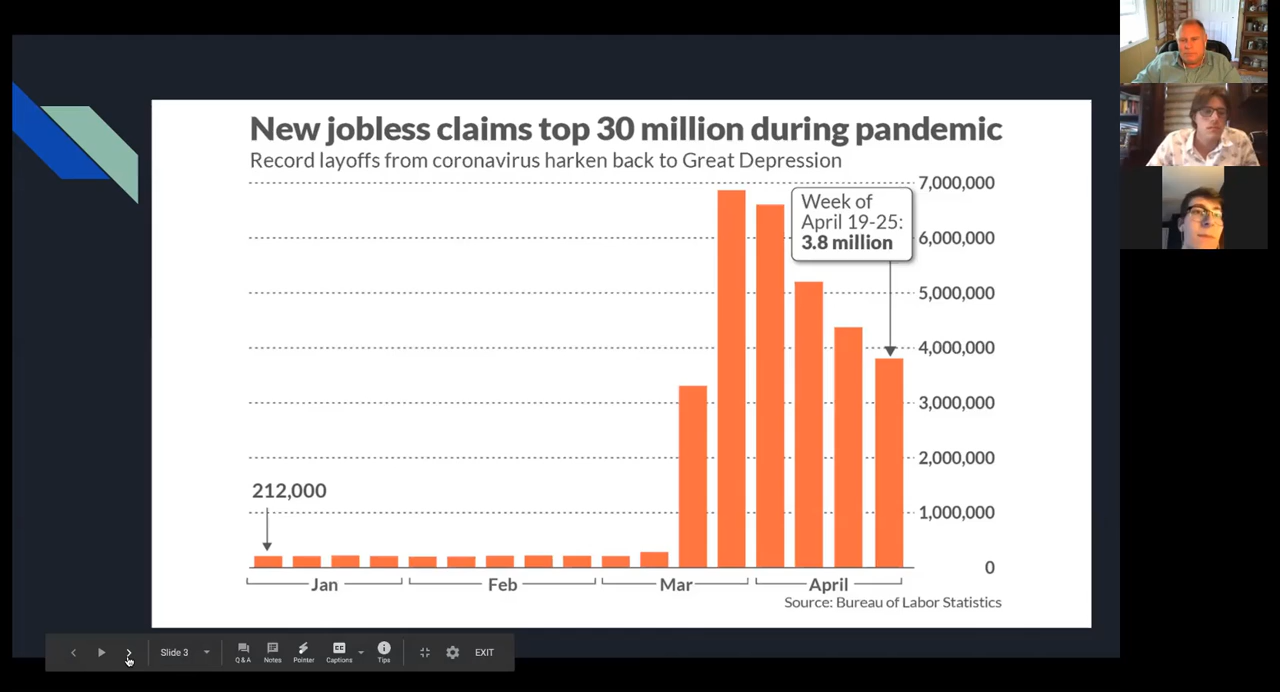 New jobless claims top 30 million during pandemic
Record layoffs from coronavirus harken back to Great Depression
7,000,000
Week of
April 19-25:
3.8 million
6,000,000
5,000,000
4,000,000
3,000,000
2,000,000
212,000
1,000,000
0
Jan
Feb
Mar
April
Source: Bureau of Labor Statistics
Slide 3
Q & A
Notes
Pointer
CC
Captions
Tips
EXIT